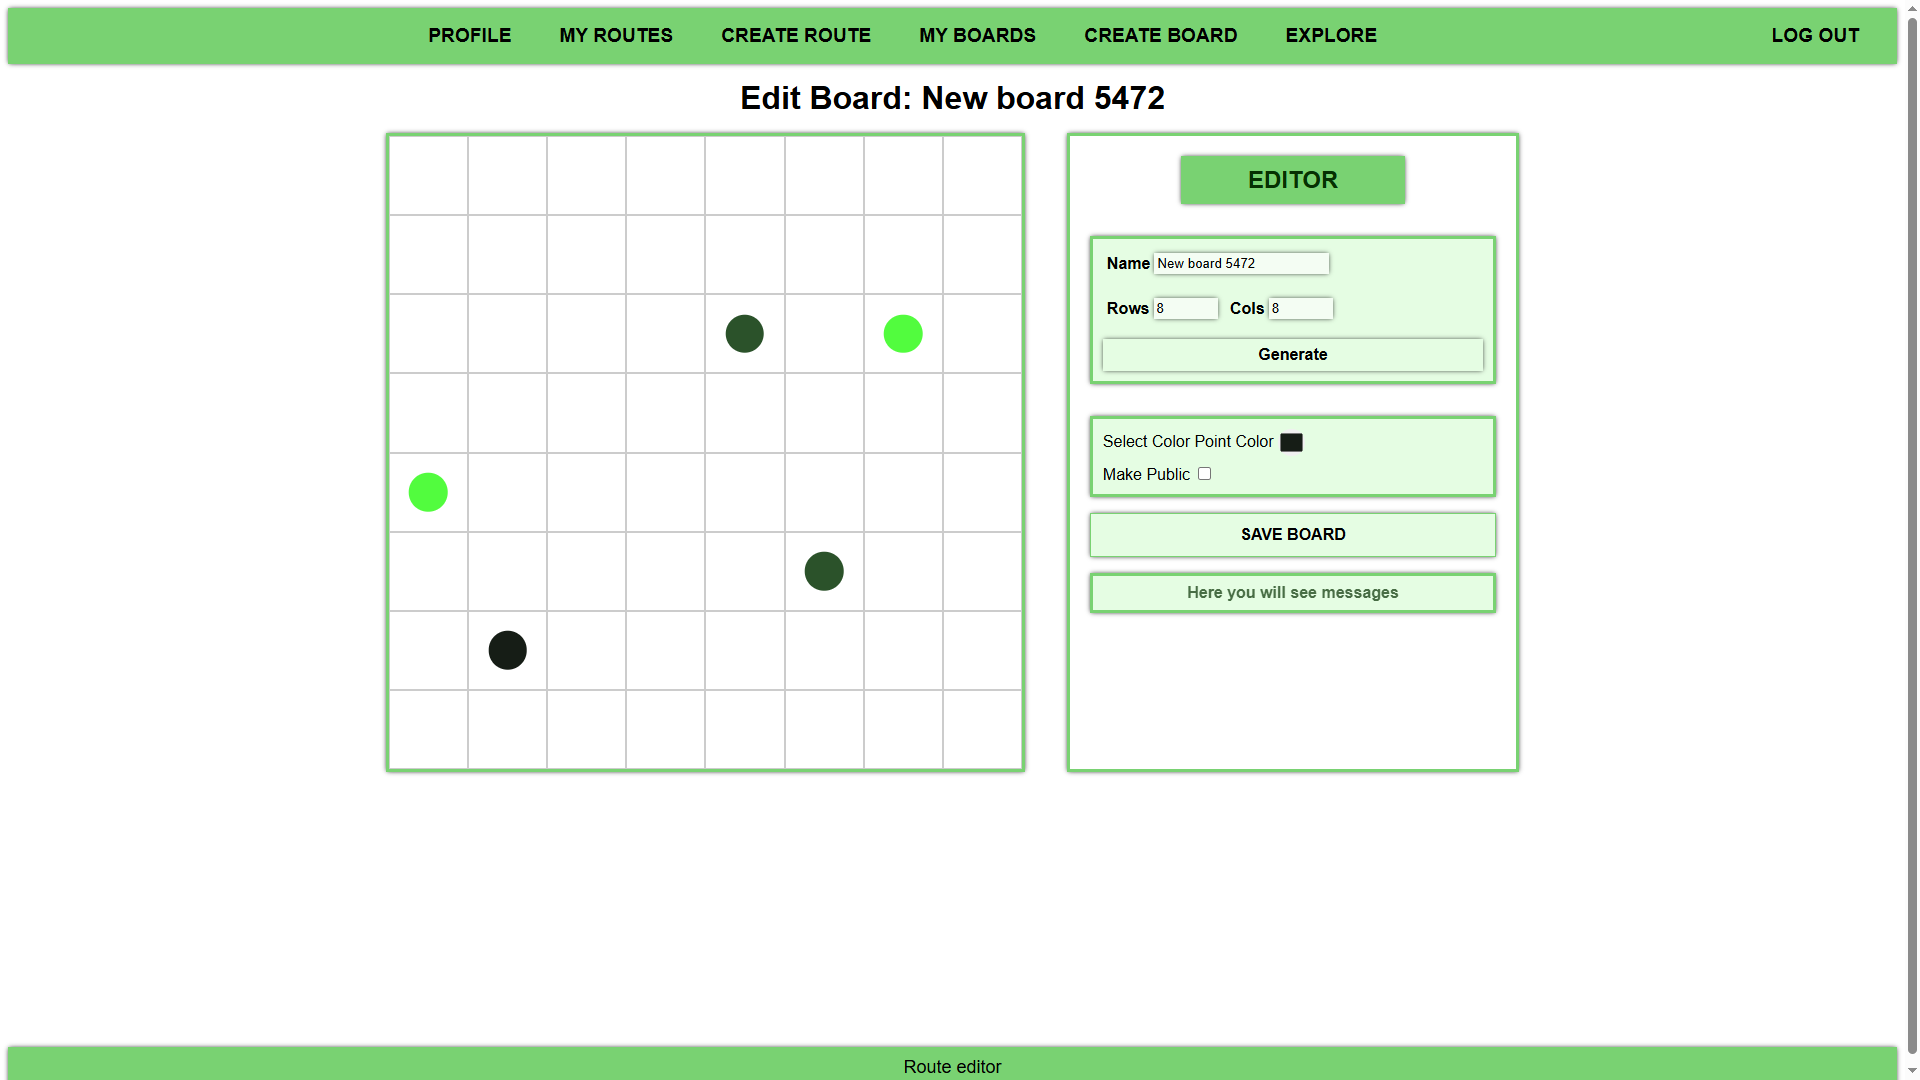 PROFILE MY ROUTES CREATE ROUTE MY BOARDS CREATE BOARD EXPLORE LOG OUT
Edit Board: New board 5472
EDITOR
Name New board 5472
Rows 8 Cols 8
Generate
Select Color Point Color
Make Public
SAVE BOARD
Here you will see messages
Route editor